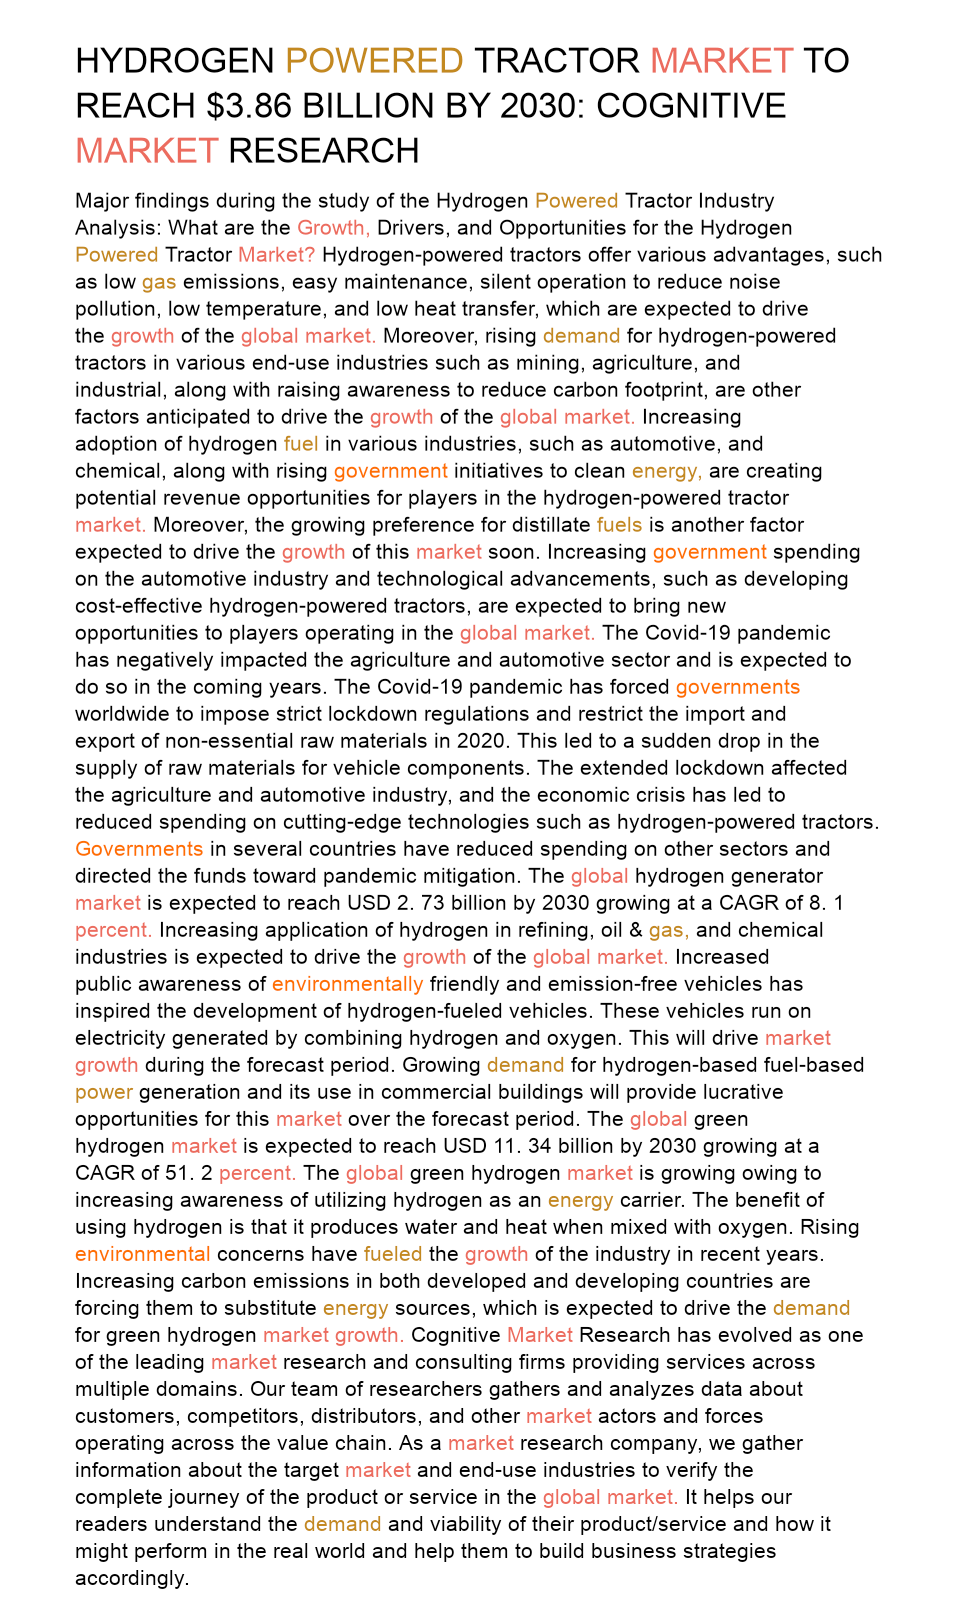 HYDROGEN POWERED TRACTOR MARKET TO
REACH $3.86 BILLION BY 2030: COGNITIVE
MARKET RESEARCH
Major findings during the study of the Hydrogen Powered Tractor Industry
Analysis: What are the Growth, Drivers, and Opportunities for the Hydrogen
Powered Tractor Market? Hydrogen-powered tractors offer various advantages, such
as low gas emissions, easy maintenance, silent operation to reduce noise
pollution, low temperature, and low heat transfer, which are expected to drive
the growth of the global market. Moreover, rising demand for hydrogen-powered
tractors in various end-use industries such as mining, agriculture, and
industrial, along with raising awareness to reduce carbon footprint, are other
factors anticipated to drive the growth of the global market. Increasing
adoption of hydrogen fuel in various industries, such as automotive, and
chemical, along with rising government initiatives to clean energy, are creating
potential revenue opportunities for players in the hydrogen-powered tractor
market. Moreover, the growing preference for distillate fuels is another factor
expected to drive the growth of this market soon. Increasing government spending
on the automotive industry and technological advancements, such as developing
cost-effective hydrogen-powered tractors, are expected to bring new
opportunities to players operating in the global market. The Covid-19 pandemic
has negatively impacted the agriculture and automotive sector and is expected to
do so in the coming years. The Covid-19 pandemic has forced governments
worldwide to impose strict lockdown regulations and restrict the import and
export of non-essential raw materials in 2020. This led to a sudden drop in the
supply of raw materials for vehicle components. The extended lockdown affected
the agriculture and automotive industry, and the economic crisis has led to
reduced spending on cutting-edge technologies such as hydrogen-powered tractors.
Governments in several countries have reduced spending on other sectors and
directed the funds toward pandemic mitigation. The global hydrogen generator
market is expected to reach USD 2. 73 billion by 2030 growing at a CAGR of 8. 1
percent. Increasing application of hydrogen in refining, oil & gas, and chemical
industries is expected to drive the growth of the global market. Increased
public awareness of environmentally friendly and emission-free vehicles has
inspired the development of hydrogen-fueled vehicles. These vehicles run on
electricity generated by combining hydrogen and oxygen. This will drive market
growth during the forecast period. Growing demand for hydrogen-based fuel-based
power generation and its use in commercial buildings will provide lucrative
opportunities for this market over the forecast period. The global green
hydrogen market is expected to reach USD 11. 34 billion by 2030 growing at a
CAGR of 51. 2 percent. The global green hydrogen market is growing owing to
increasing awareness of utilizing hydrogen as an energy carrier. The benefit of
using hydrogen is that it produces water and heat when mixed with oxygen. Rising
environmental concerns have fueled the growth of the industry in recent years.
Increasing carbon emissions in both developed and developing countries are
forcing them to substitute energy sources, which is expected to drive the demand
for green hydrogen market growth. Cognitive Market Research has evolved as one
of the leading market research and consulting firms providing services across
multiple domains. Our team of researchers gathers and analyzes data about
customers, competitors, distributors, and other market actors and forces
operating across the value chain. As a market research company, we gather
information about the target market and end-use industries to verify the
complete journey of the product or service in the global market. It helps our
readers understand the demand and viability of their product/service and how it
might perform in the real world and help them to build business strategies
accordingly.